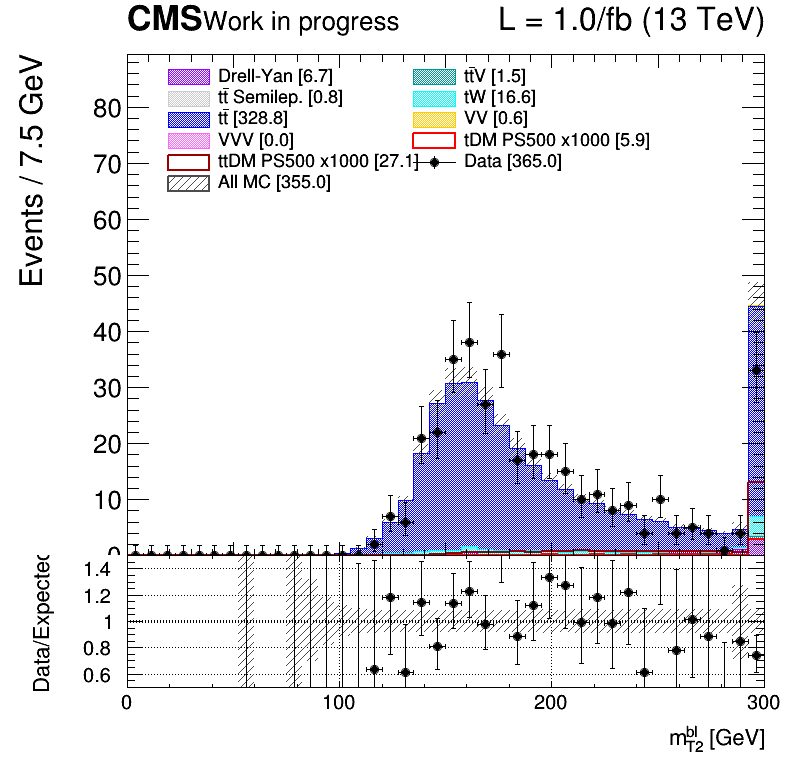 CMS Work in progress L = 1.0/fb (13 TeV)
Events / 7.5 GeV
Drell-Yan [6.7] tt̄V [1.5]
tt̄ Semilep. [0.8] tW [16.6]
tt̄ [328.8] VV [0.6]
VVV [0.0] tDM PS500 x1000 [5.9]
ttDM PS500 x1000 [27.1] Data [365.0]
All MC [355.0]
80
70
60
50
40
30
20
10
0
Data/Expected
1.4
1.2
1
0.8
0.6
0 100 200 300
m_{T2}^{bl} [GeV]